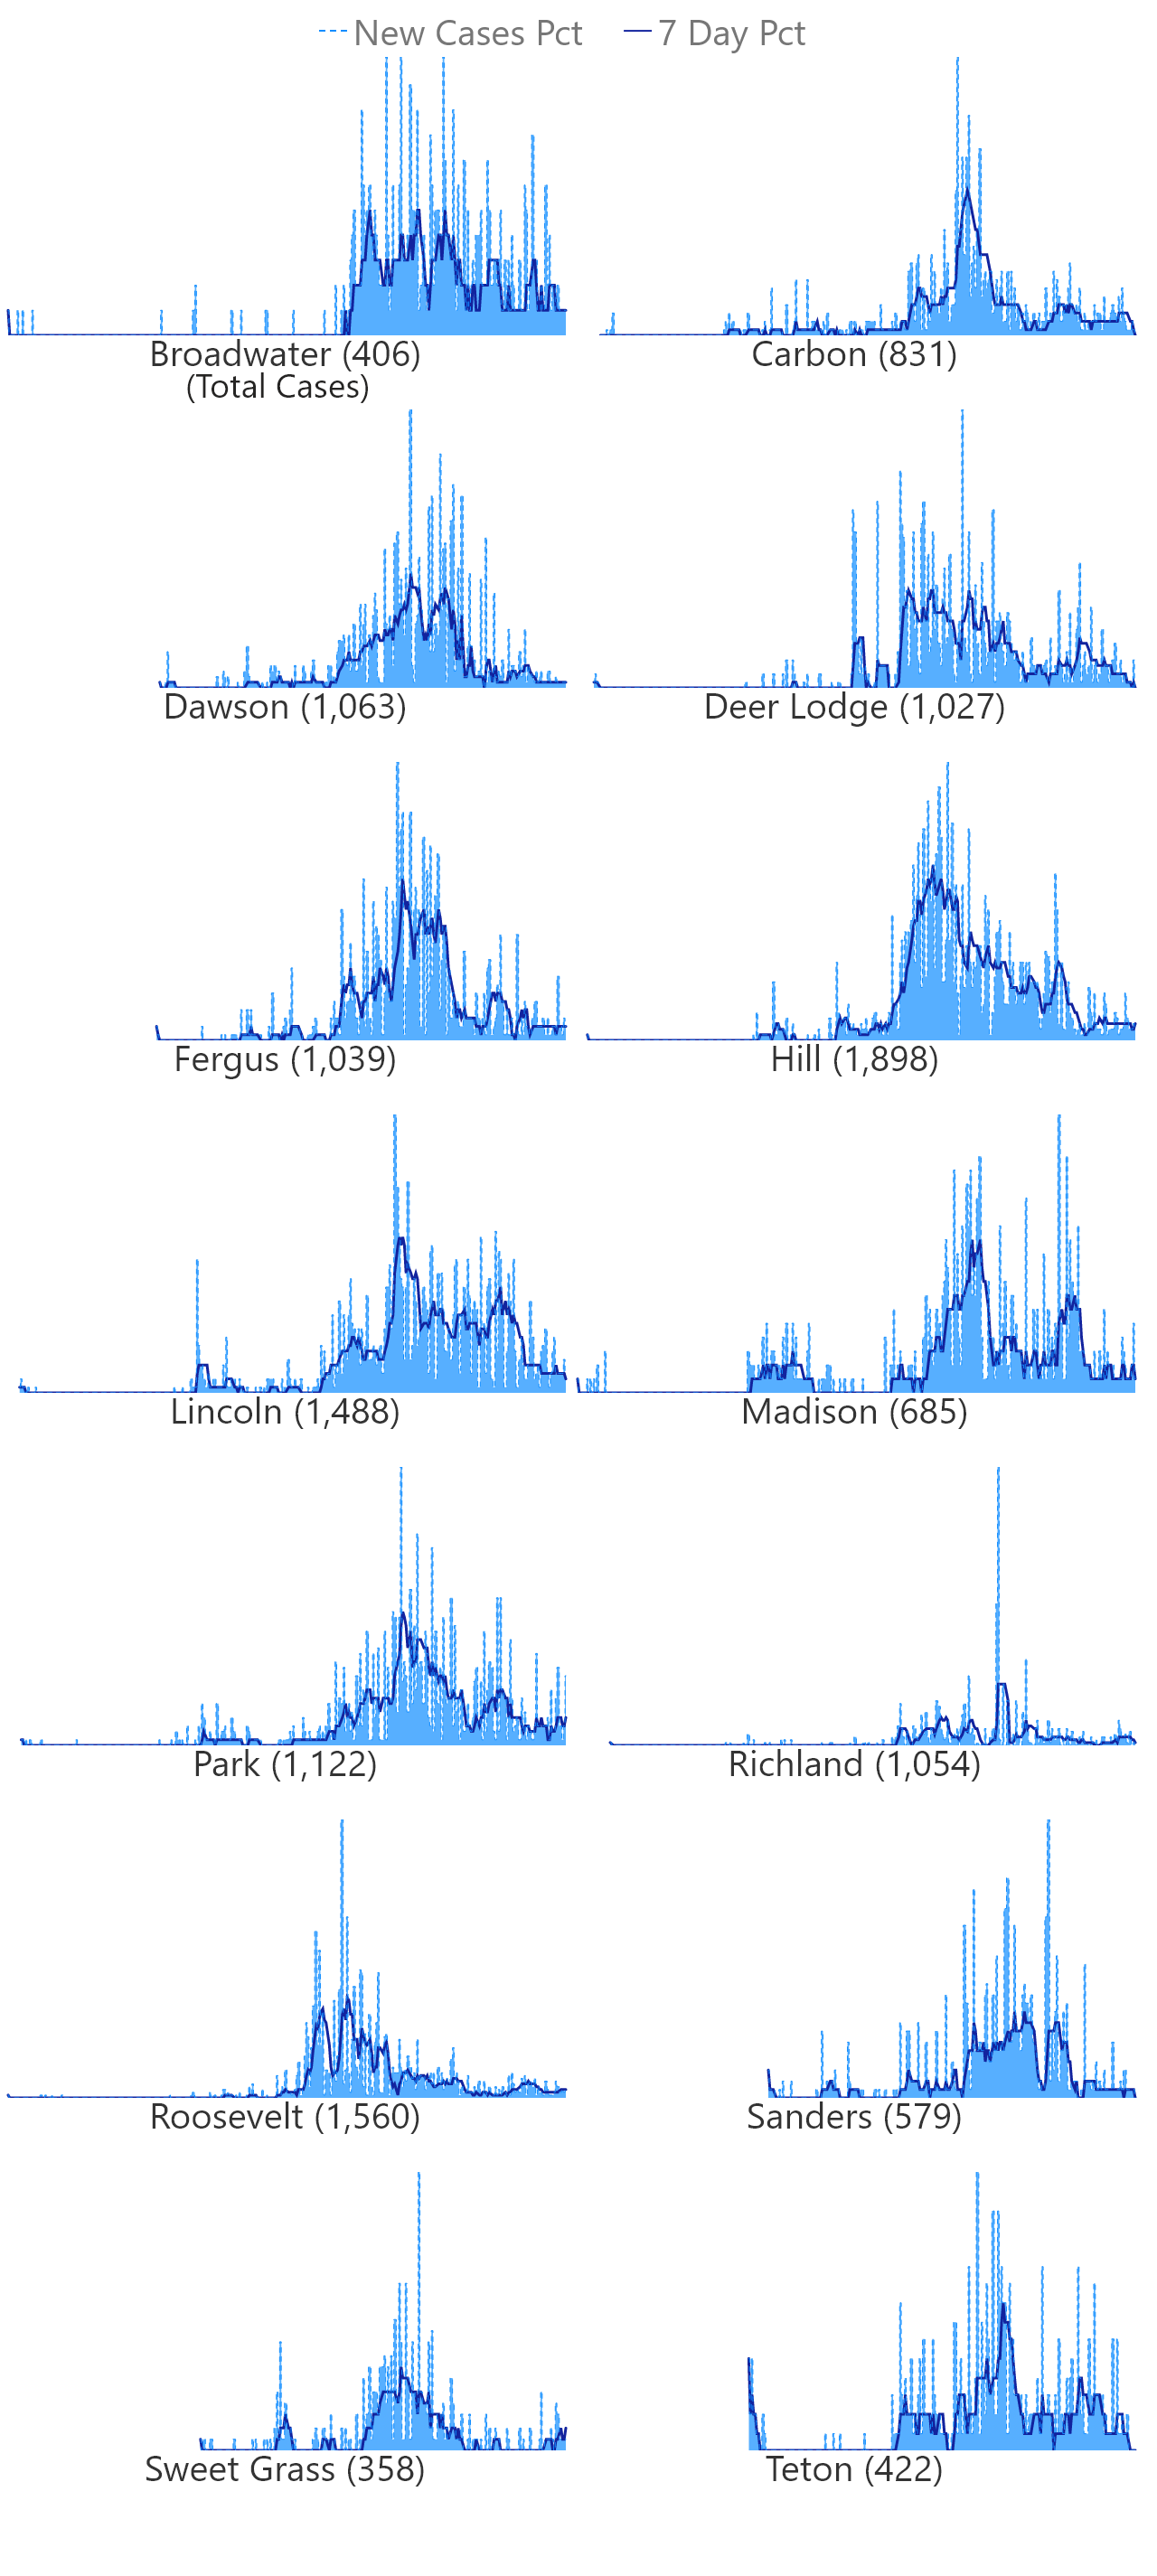 New Cases Pct 7 Day Pct
Broadwater (406) Carbon (831)
(Total Cases)
Dawson (1,063) Deer Lodge (1,027)
Fergus (1,039) Hill (1,898)
Lincoln (1,488) Madison (685)
Park (1,122) Richland (1,054)
Roosevelt (1,560) Sanders (579)
Sweet Grass (358) Teton (422)